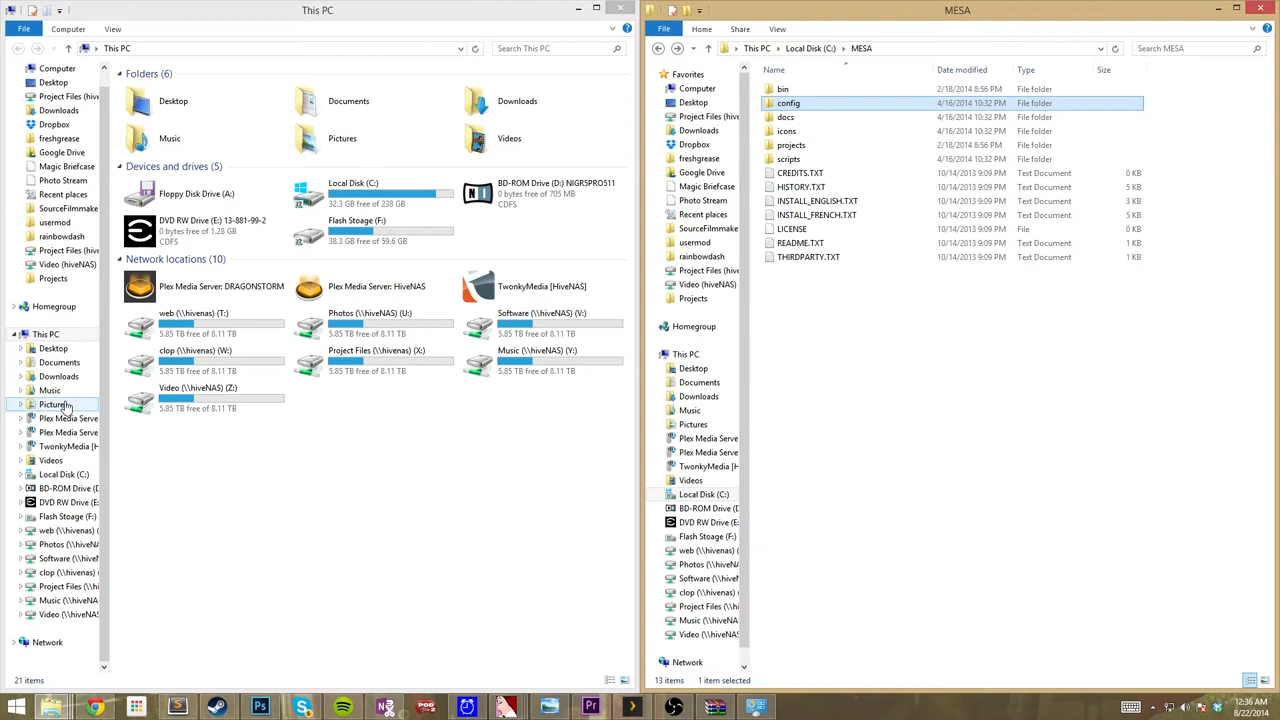 This PC
File
Computer
View
This PC
Search This PC
Computer
Desktop
Project Files (hive
Downloads
Dropbox
freshgrease
Google Drive
Magic Briefcase
Photo Stream
Recent places
SourceFilmmake
usermod
rainbowdash
Project Files (hive
Video (hiveNAS)
Projects
Homegroup
This PC
Desktop
Documents
Downloads
Music
Plex Media Serve
Plex Media Serve
TwonkyMedia [H
Videos
Local Disk (C:)
BD-ROM Drive (D
DVD RW Drive (E:
Flash Stoage (F:)
web (\\hivenas) (
Photos (\\hiveNA
Software (\\hiveN
clop (\\hivenas) (
Project Files (\\hi
Music (\\hiveNA
Video (\\hiveNAS
Network
21 items
Folders (6)
Desktop
Documents
Downloads
Music
Pictures
Videos
Devices and drives (5)
Floppy Disk Drive (A:)
Local Disk (C:)
32.3 GB free of 238 GB
BD-ROM Drive (D:) NIGR5PRO511
0 bytes free of 705 MB
CDFS
DVD RW Drive (E:) 13-881-99-2
0 bytes free of 1.28 GB
CDFS
Flash Stoage (F:)
38.3 GB free of 59.6 GB
Network locations (10)
Plex Media Server: DRAGONSTORM
Plex Media Server: HiveNAS
TwonkyMedia [HiveNAS]
web (\\hivenas) (T:)
5.85 TB free of 8.11 TB
Photos (\\hiveNAS) (U:)
5.85 TB free of 8.11 TB
Software (\\hiveNAS) (V:)
5.85 TB free of 8.11 TB
clop (\\hivenas) (W:)
5.85 TB free of 8.11 TB
Project Files (\\hivenas) (X:)
5.85 TB free of 8.11 TB
Music (\\hiveNAS) (Y:)
5.85 TB free of 8.11 TB
Video (\\hiveNAS) (Z:)
5.85 TB free of 8.11 TB
MESA
File
Home
Share
View
This PC
Local Disk (C:)
MESA
Search MESA
Favorites
Computer
Desktop
Project Files (hive
Downloads
Dropbox
freshgrease
Google Drive
Magic Briefcase
Photo Stream
Recent places
SourceFilmmake
usermod
rainbowdash
Project Files (hive
Video (hiveNAS)
Projects
Homegroup
This PC
Desktop
Documents
Downloads
Music
Pictures
Plex Media Serve
Plex Media Serve
TwonkyMedia [H
Videos
Local Disk (C:)
BD-ROM Drive (D
DVD RW Drive (E:
Flash Stoage (F:)
web (\\hivenas) (
Photos (\\hiveNA
Software (\\hiveN
clop (\\hivenas) (
Project Files (\\hi
Music (\\hiveNA
Video (\\hiveNAS
Network
13 items
1 item selected
Name Date modified Type Size
bin 2/18/2014 8:56 PM File folder
config 4/16/2014 10:32 PM File folder
docs 4/16/2014 10:32 PM File folder
icons 4/16/2014 10:32 PM File folder
projects 2/18/2014 8:56 PM File folder
scripts 4/16/2014 10:32 PM File folder
CREDITS.TXT 10/14/2013 9:09 PM Text Document 0 KB
HISTORY.TXT 10/14/2013 9:09 PM Text Document 5 KB
INSTALL_ENGLISH.TXT 10/14/2013 9:09 PM Text Document 3 KB
INSTALL_FRENCH.TXT 10/14/2013 9:09 PM Text Document 5 KB
LICENSE 10/14/2013 9:09 PM File 0 KB
README.TXT 10/14/2013 9:09 PM Text Document 1 KB
THIRDPARTY.TXT 10/14/2013 9:09 PM Text Document 1 KB
12:36 AM
8/22/2014